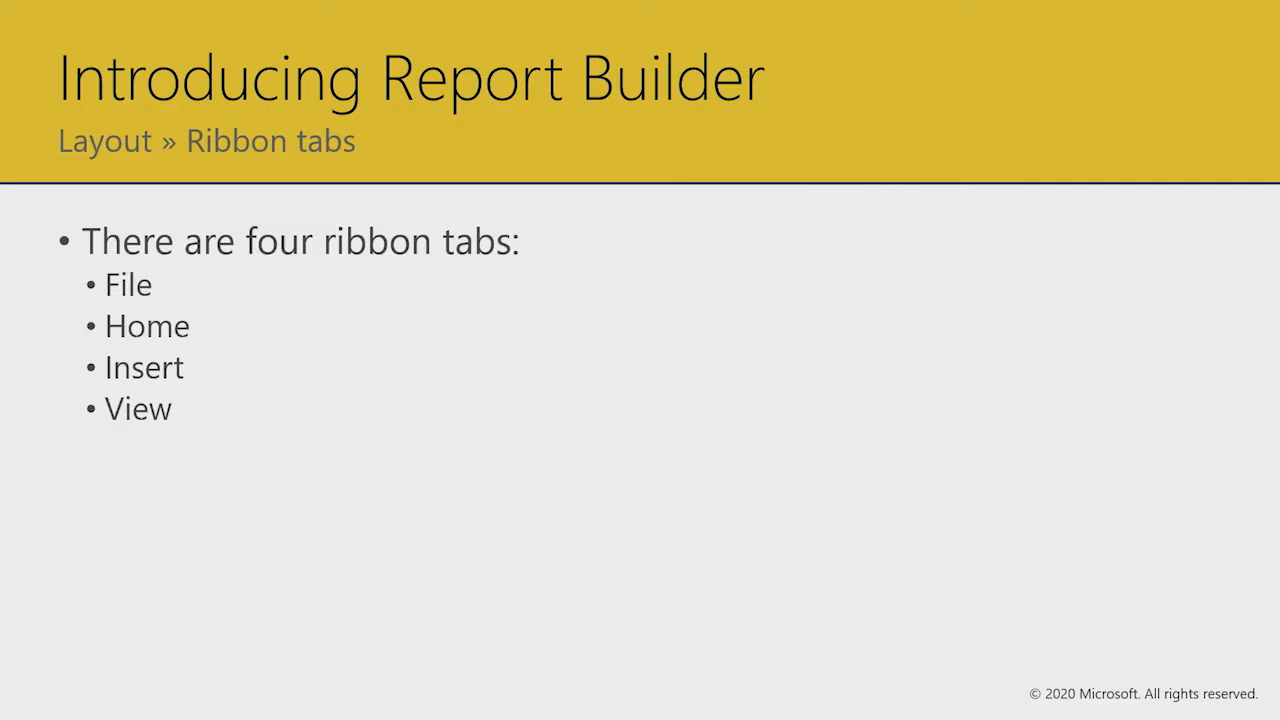 Introducing Report Builder
Layout » Ribbon tabs
• There are four ribbon tabs:
• File
• Home
• Insert
• View
© 2020 Microsoft. All rights reserved.